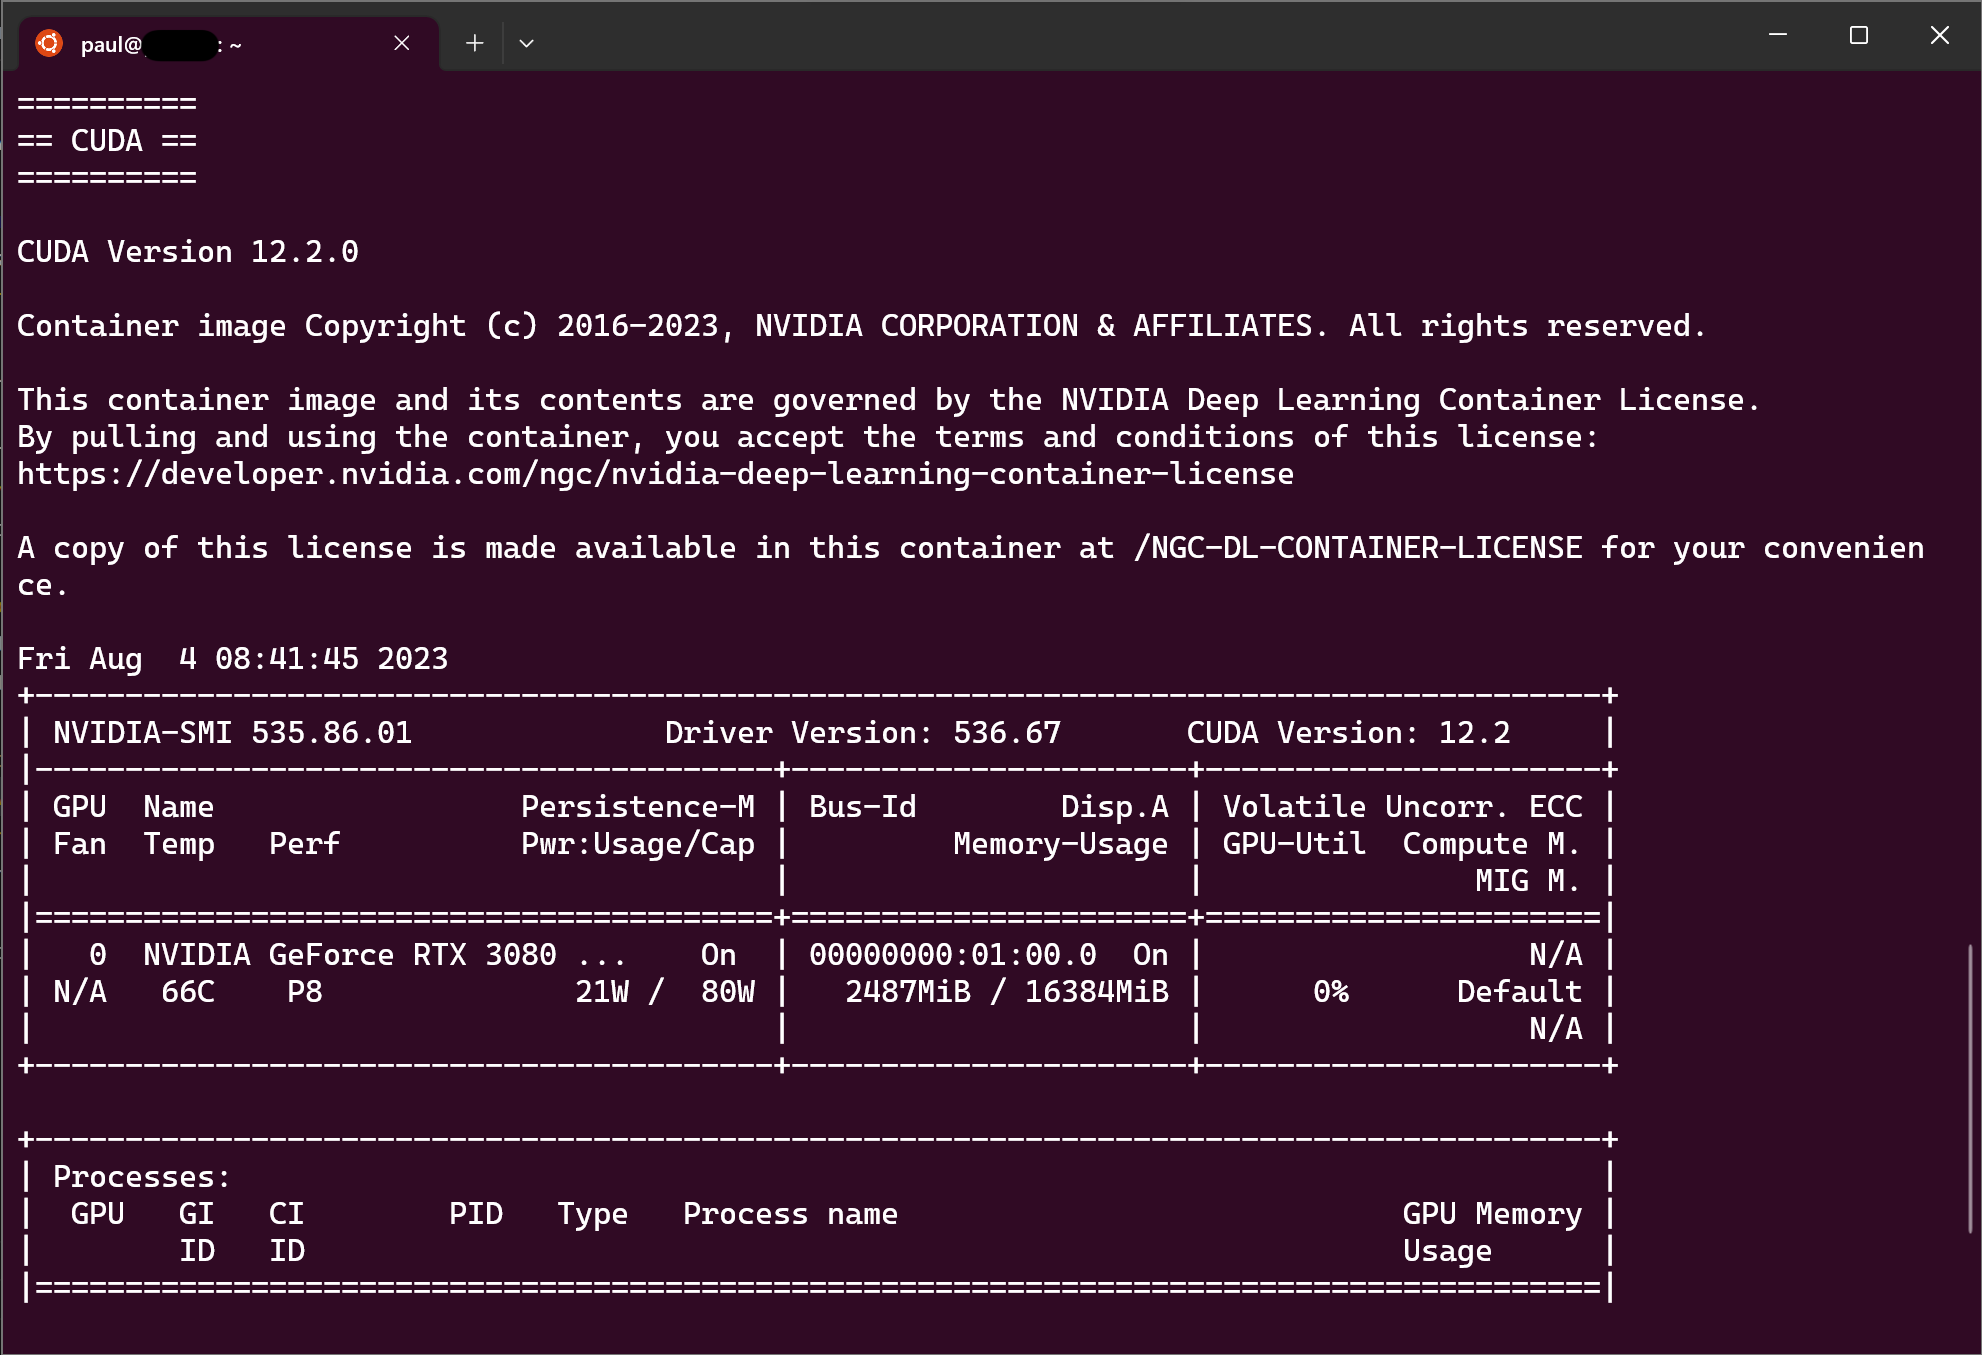 paul@ : ~
==========
== CUDA ==
==========
CUDA Version 12.2.0
Container image Copyright (c) 2016-2023, NVIDIA CORPORATION & AFFILIATES. All rights reserved.
This container image and its contents are governed by the NVIDIA Deep Learning Container License.
By pulling and using the container, you accept the terms and conditions of this license:
https://developer.nvidia.com/ngc/nvidia-deep-learning-container-license
A copy of this license is made available in this container at /NGC-DL-CONTAINER-LICENSE for your convenien
ce.
Fri Aug  4 08:41:45 2023
+---------------------------------------------------------------------------------------+
| NVIDIA-SMI 535.86.01              Driver Version: 536.67       CUDA Version: 12.2     |
|-----------------------------------------+----------------------+----------------------+
| GPU  Name                 Persistence-M | Bus-Id        Disp.A | Volatile Uncorr. ECC |
| Fan  Temp   Perf          Pwr:Usage/Cap |         Memory-Usage | GPU-Util  Compute M. |
|                                         |                      |               MIG M. |
|=========================================+======================+======================|
|   0  NVIDIA GeForce RTX 3080 ...    On  | 00000000:01:00.0  On |                  N/A |
| N/A   66C    P8              21W /  80W |   2487MiB / 16384MiB |      0%      Default |
|                                         |                      |                  N/A |
+-----------------------------------------+----------------------+----------------------+
+---------------------------------------------------------------------------------------+
| Processes:                                                                            |
|  GPU   GI   CI        PID   Type   Process name                            GPU Memory |
|        ID   ID                                                             Usage      |
|=======================================================================================|